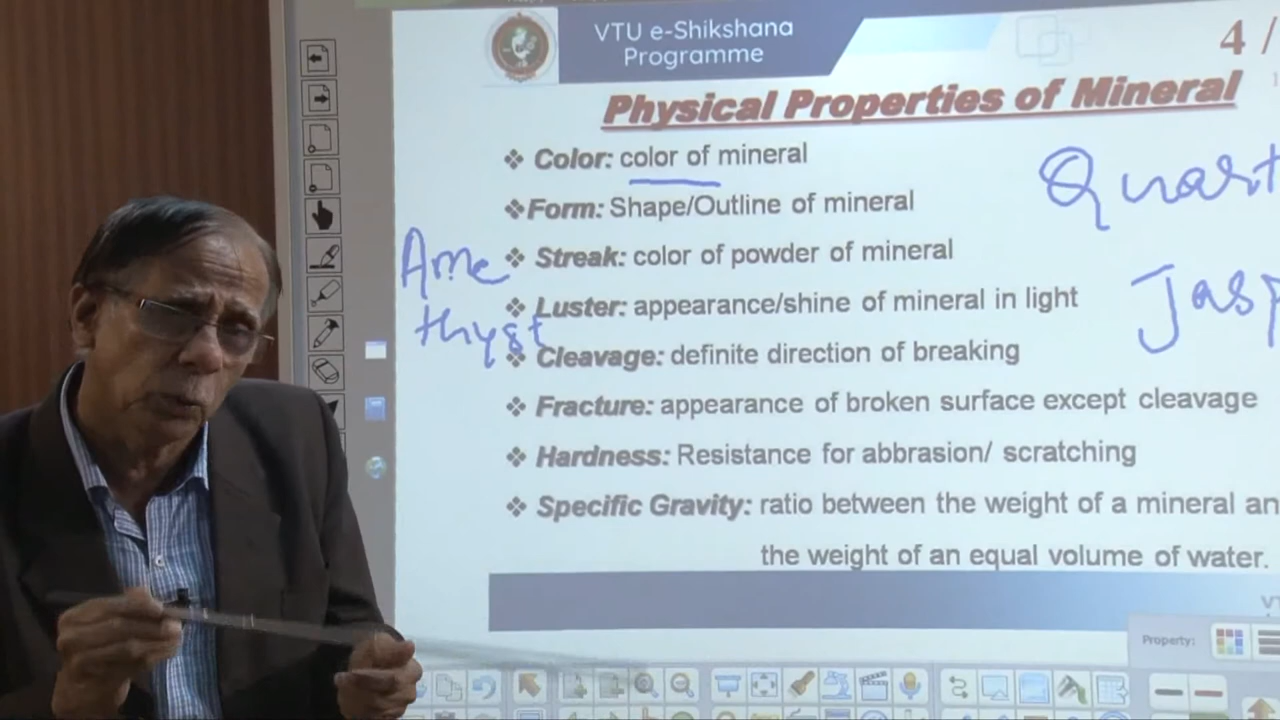 VTU e-Shikshana
Programme
4 /
Physical Properties of Mineral
❖ Color: color of mineral
❖ Form: Shape/Outline of mineral
❖ Streak: color of powder of mineral
❖ Luster: appearance/shine of mineral in light
❖ Cleavage: definite direction of breaking
❖ Fracture: appearance of broken surface except cleavage
❖ Hardness: Resistance for abbrasion/ scratching
❖ Specific Gravity: ratio between the weight of a mineral an
the weight of an equal volume of water.
Quart
Ame
thyst
Jasp
Property: